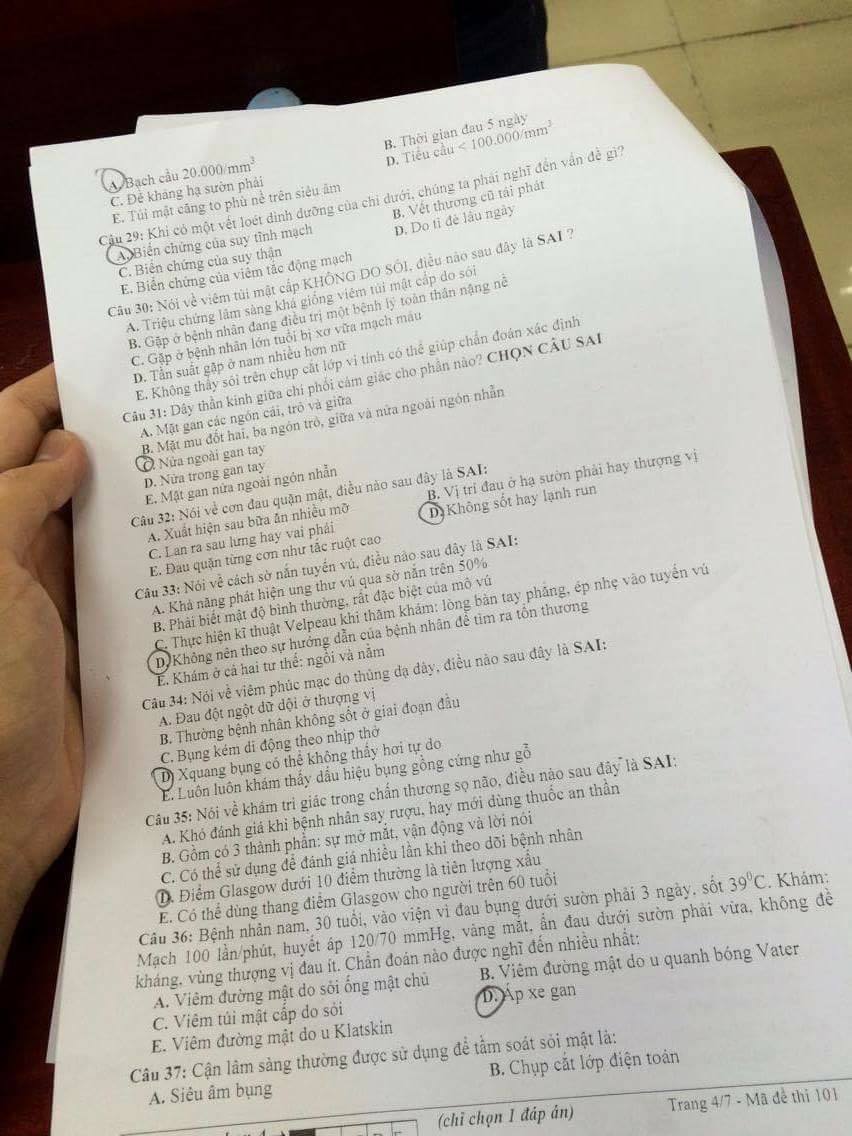 A. Bạch cầu 20.000/mm³ B. Thời gian đau 5 ngày
C. Đề kháng hạ sườn phải D. Tiểu cầu < 100.000/mm³
E. Túi mật căng to phù nề trên siêu âm
Câu 29: Khi có một vết loét dinh dưỡng của chi dưới, chúng ta phải nghĩ đến vấn đề gì?
A. Biến chứng của suy tĩnh mạch B. Vết thương cũ tái phát
C. Biến chứng của suy thận D. Do tì đè lâu ngày
E. Biến chứng của viêm tắc động mạch
Câu 30: Nói về viêm túi mật cấp KHÔNG DO SỎI, điều nào sau đây là SAI ?
A. Triệu chứng lâm sàng khá giống viêm túi mật cấp do sỏi
B. Gặp ở bệnh nhân đang điều trị một bệnh lý toàn thân nặng nề
C. Gặp ở bệnh nhân lớn tuổi bị xơ vữa mạch máu
D. Tần suất gặp ở nam nhiều hơn nữ
E. Không thấy sỏi trên chụp cắt lớp vi tính có thể giúp chẩn đoán xác định
Câu 31: Dây thần kinh giữa chi phối cảm giác cho phần nào? CHỌN CÂU SAI
A. Mặt gan các ngón cái, trỏ và giữa
B. Mặt mu đốt hai, ba ngón trỏ, giữa và nửa ngoài ngón nhẫn
C. Nửa ngoài gan tay
D. Nửa trong gan tay
E. Mặt gan nửa ngoài ngón nhẫn
Câu 32: Nói về cơn đau quặn mật, điều nào sau đây là SAI:
A. Xuất hiện sau bữa ăn nhiều mỡ B. Vị trí đau ở hạ sườn phải hay thượng vị
C. Lan ra sau lưng hay vai phải D. Không sốt hay lạnh run
E. Đau quặn từng cơn như tắc ruột cao
Câu 33: Nói về cách sờ nắn tuyến vú, điều nào sau đây là SAI:
A. Khả năng phát hiện ung thư vú qua sờ nắn trên 50%
B. Phải biết mật độ bình thường, rất đặc biệt của mô vú
C. Thực hiện kĩ thuật Velpeau khi thăm khám: lòng bàn tay phẳng, ép nhẹ vào tuyến vú
D. Không nên theo sự hướng dẫn của bệnh nhân để tìm ra tổn thương
E. Khám ở cả hai tư thế: ngồi và nằm
Câu 34: Nói về viêm phúc mạc do thủng dạ dày, điều nào sau đây là SAI:
A. Đau đột ngột dữ dội ở thượng vị
B. Thường bệnh nhân không sốt ở giai đoạn đầu
C. Bụng kém di động theo nhịp thở
D. Xquang bụng có thể không thấy hơi tự do
E. Luôn luôn khám thấy dấu hiệu bụng gồng cứng như gỗ
Câu 35: Nói về khám tri giác trong chấn thương sọ não, điều nào sau đây là SAI:
A. Khó đánh giá khi bệnh nhân say rượu, hay mới dùng thuốc an thần
B. Gồm có 3 thành phần: sự mở mắt, vận động và lời nói
C. Có thể sử dụng để đánh giá nhiều lần khi theo dõi bệnh nhân
D. Điểm Glasgow dưới 10 điểm thường là tiên lượng xấu
E. Có thể dùng thang điểm Glasgow cho người trên 60 tuổi
Câu 36: Bệnh nhân nam, 30 tuổi, vào viện vì đau bụng dưới sườn phải 3 ngày, sốt 39⁰C. Khám:
Mạch 100 lần/phút, huyết áp 120/70 mmHg, vàng mắt, ấn đau dưới sườn phải vừa, không đề
kháng, vùng thượng vị đau ít. Chẩn đoán nào được nghĩ đến nhiều nhất:
A. Viêm đường mật do sỏi ống mật chủ B. Viêm đường mật do u quanh bóng Vater
C. Viêm túi mật cấp do sỏi D. Áp xe gan
E. Viêm đường mật do u Klatskin
Câu 37: Cận lâm sàng thường được sử dụng để tầm soát sỏi mật là:
A. Siêu âm bụng B. Chụp cắt lớp điện toán
(chỉ chọn 1 đáp án) Trang 4/7 - Mã đề thi 101